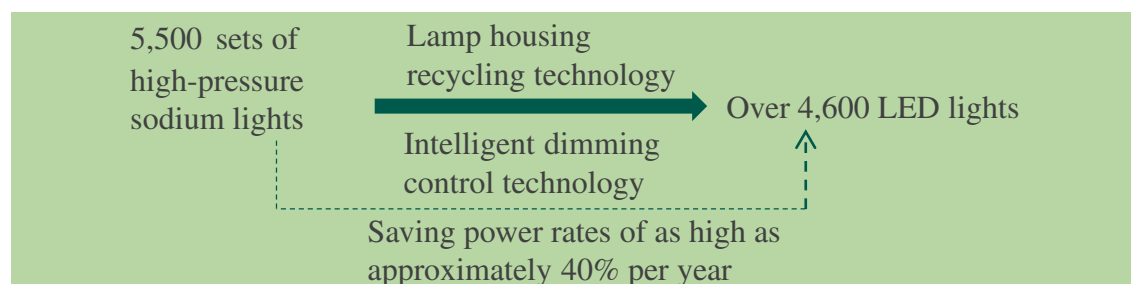 5,500 sets of
high-pressure
sodium lights
Lamp housing
recycling technology
Intelligent dimming
control technology
Over 4,600 LED lights
Saving power rates of as high as
approximately 40% per year